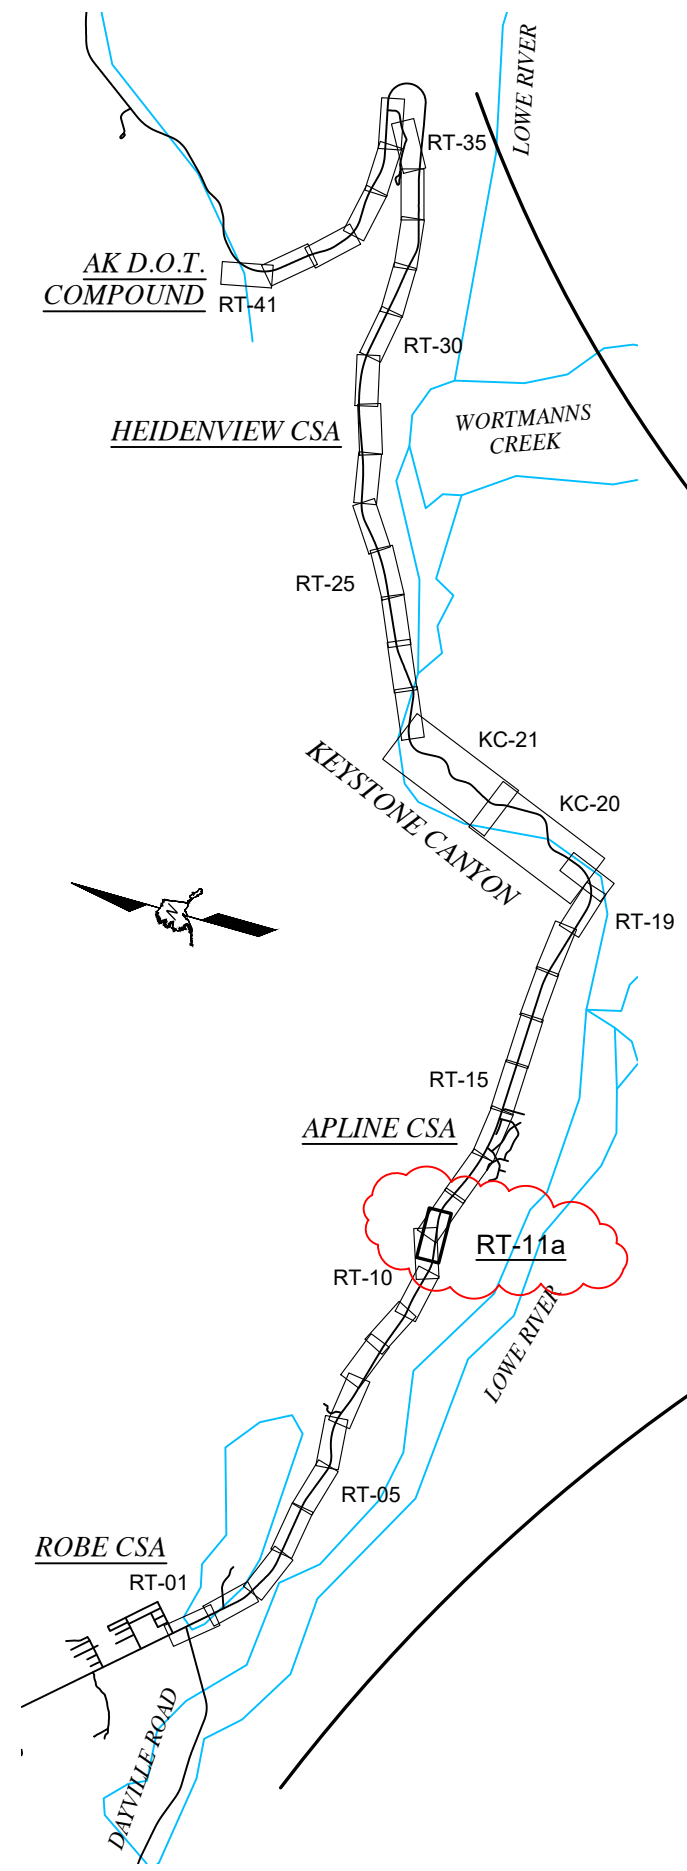 LOWE RIVER
RT-35
AK D.O.T.
COMPOUND
RT-41
RT-30
HEIDENVIEW CSA
WORTMANNS
CREEK
RT-25
KC-21
KEYSTONE CANYON
KC-20
N
RT-19
RT-15
APLINE CSA
RT-11a
RT-10
LOWE RIVER
RT-05
ROBE CSA
RT-01
DAYVILLE ROAD